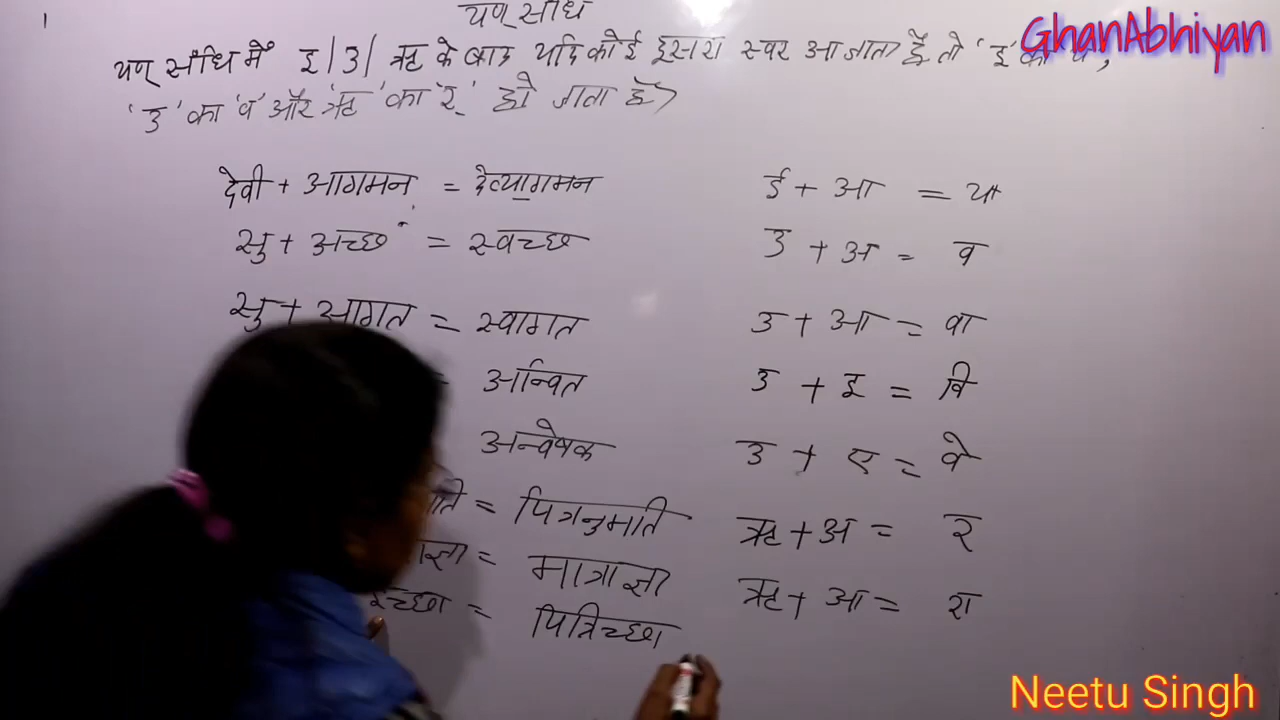 यण् संधि
GhanAbhiyan
यण् संधि में इ/उ/ ऋ के बाद यदि कोई दूसरा स्वर आ जाता है तो 'इ' का य,
'उ' का 'व' और 'ऋ' का 'र्' हो जाता है>
देवी + आगमन = देव्यागमन ई + आ = या
सु + अच्छ = स्वच्छ उ + अ = व
सु + आगत = स्वागत उ + आ = वा
अन्वित उ + इ = वि
अन्वेषक उ + ए = वे
= पित्रनुमति ऋ + अ = र
= मात्राज्ञा ऋ + आ = रा
इच्छा = पित्रिच्छा
Neetu Singh